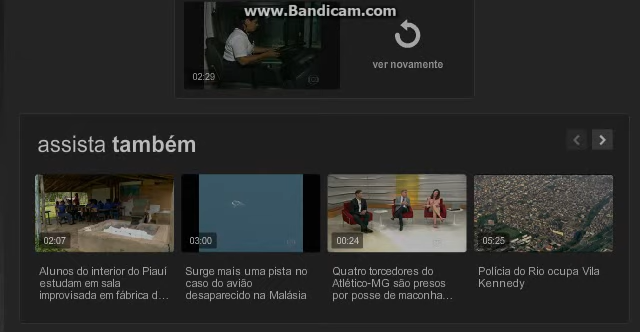 www.Bandicam.com
02:29
ver novamente
assista também
02:07
03:00
00:24
05:25
Alunos do interior do Piauí
estudam em sala
improvisada em fábrica d...
Surge mais uma pista no
caso do avião
desaparecido na Malásia
Quatro torcedores do
Atlético-MG são presos
por posse de maconha...
Polícia do Rio ocupa Vila
Kennedy